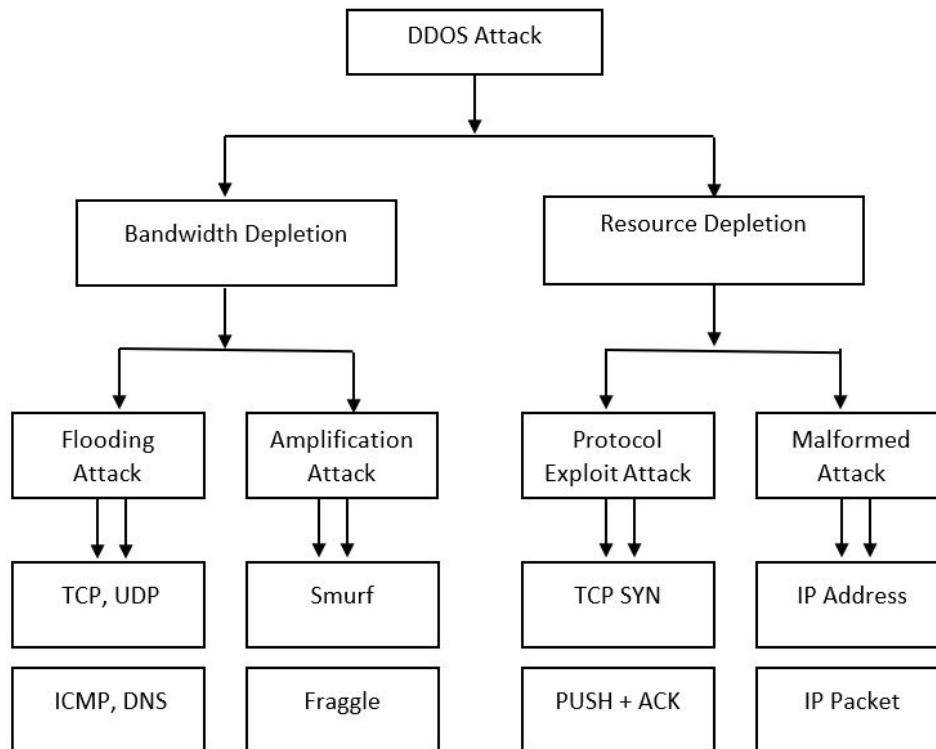 DDOS Attack
Bandwidth Depletion
Resource Depletion
Flooding
Attack
Amplification
Attack
Protocol
Exploit Attack
Malformed
Attack
TCP, UDP
Smurf
TCP SYN
IP Address
ICMP, DNS
Fraggle
PUSH + ACK
IP Packet